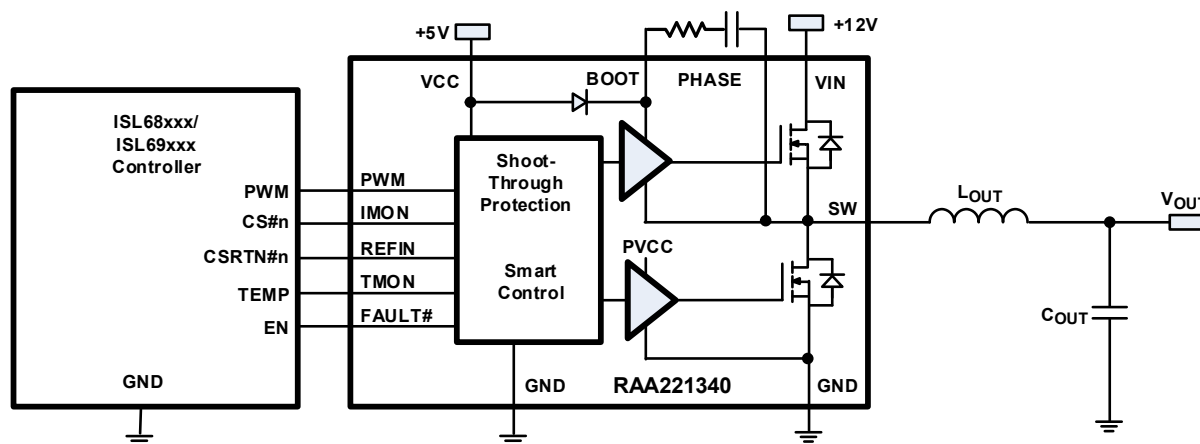 +5V
+12V
VCC
BOOT
PHASE
VIN
ISL68xxx/
ISL69xxx
Controller
Shoot-
Through
Protection
Smart
Control
PWM
PWM
CS#n
IMON
CSRTN#n
REFIN
TEMP
TMON
EN
FAULT#
PVCC
SW
LOUT
VOUT
COUT
GND
GND
RAA221340
GND